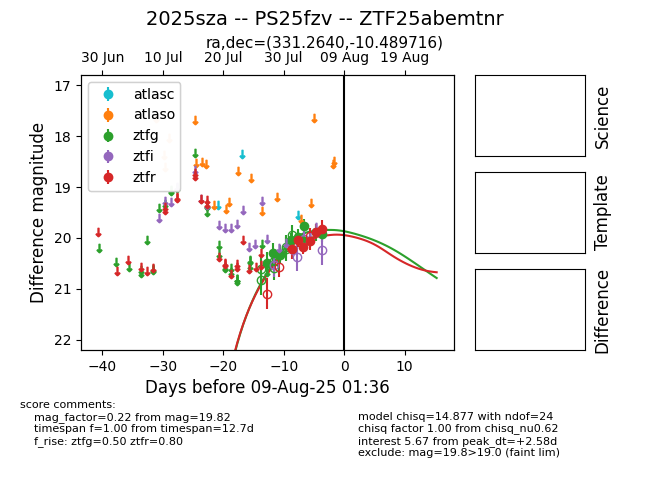 2025sza -- PS25fzv -- ZTF25abemtnr
ra,dec=(331.2640,-10.489716)
30 Jun 10 Jul 20 Jul 30 Jul 09 Aug 19 Aug
17
18
19
20
21
22
Difference magnitude
atlasc
atlaso
ztfg
ztfi
ztfr
−40 −30 −20 −10 0 10
Days before 09-Aug-25 01:36
Science
Template
Difference
score comments:
mag_factor=0.22 from mag=19.82
timespan f=1.00 from timespan=12.7d
f_rise: ztfg=0.50 ztfr=0.80
model chisq=14.877 with ndof=24
chisq factor 1.00 from chisq_nu0.62
interest 5.67 from peak_dt=+2.58d
exclude: mag=19.8>19.0 (faint lim)